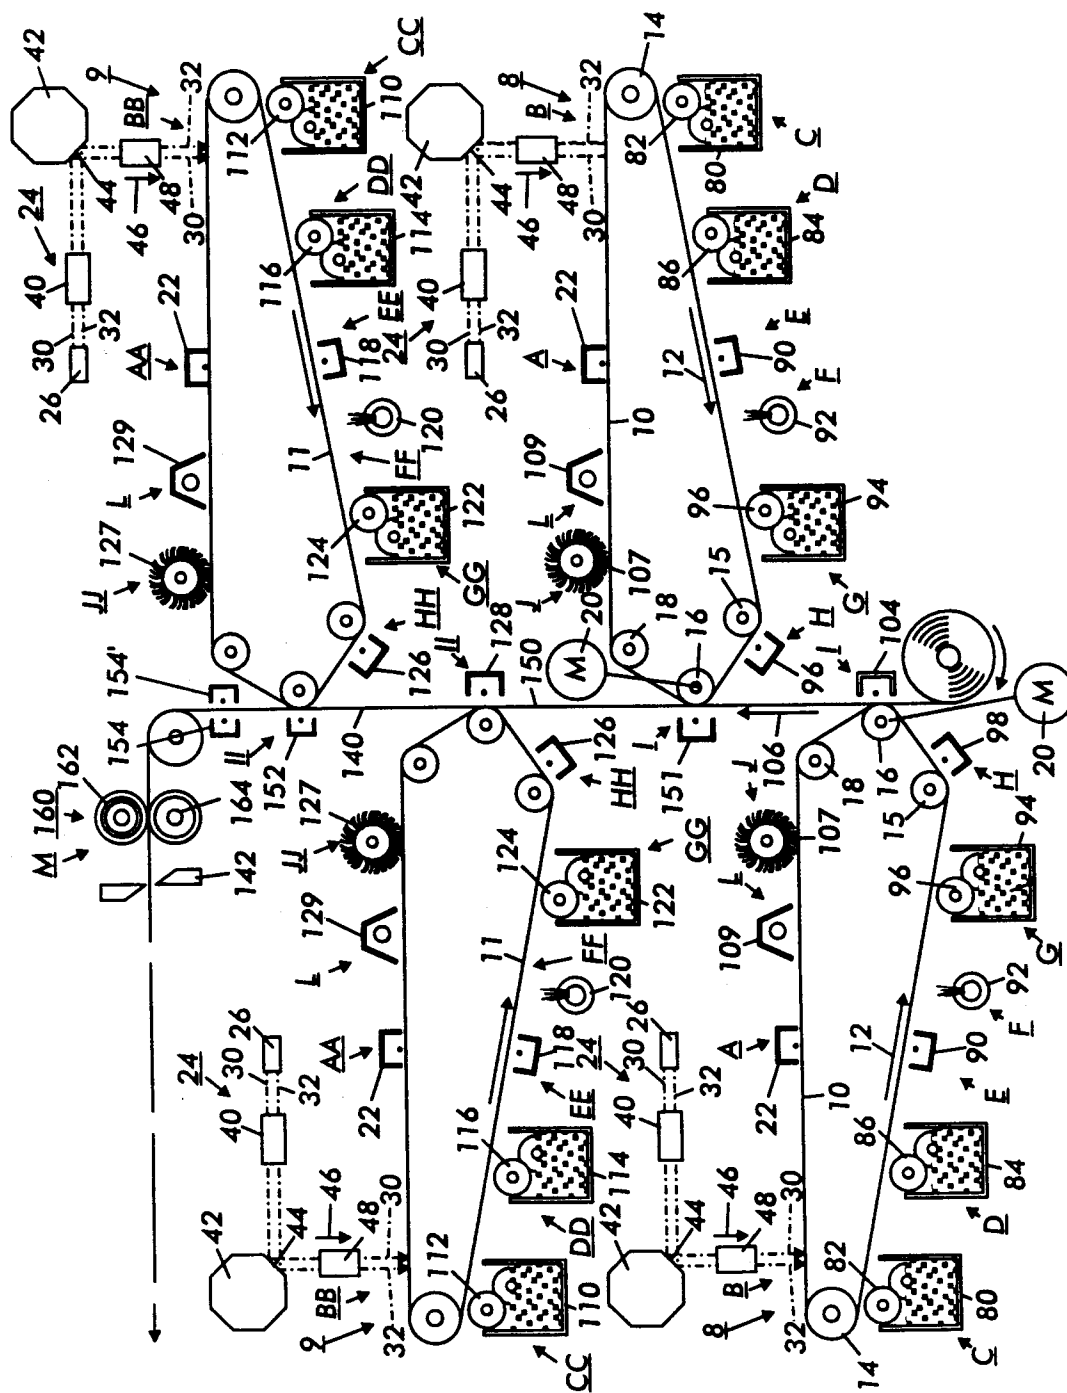 42
44
46
48
24
40
30
32
26
BB
9
32
30
AA
22
L
129
JJ
127
112
CC
110
116
DD
114
EE
118
11
FF
120
124
GG
122
HH
126
II
128
M
160
162
164
142
154
154'
II
152
140
150
42
44
46
48
24
40
30
32
26
BB
9
32
30
AA
22
L
129
JJ
127
112
CC
110
116
DD
114
EE
118
11
FF
120
124
GG
122
HH
126
42
44
46
48
24
40
30
32
26
B
8
32
30
A
22
10
L
109
J
107
14
82
C
80
86
D
84
12
E
90
F
92
96
G
94
15
H
98
16
18
M
20
106
L
151
I
104
42
44
46
48
24
40
30
32
26
B
8
32
30
A
22
10
L
109
J
107
14
82
C
80
86
D
84
12
E
90
F
92
96
G
94
15
H
96
16
18
M
20